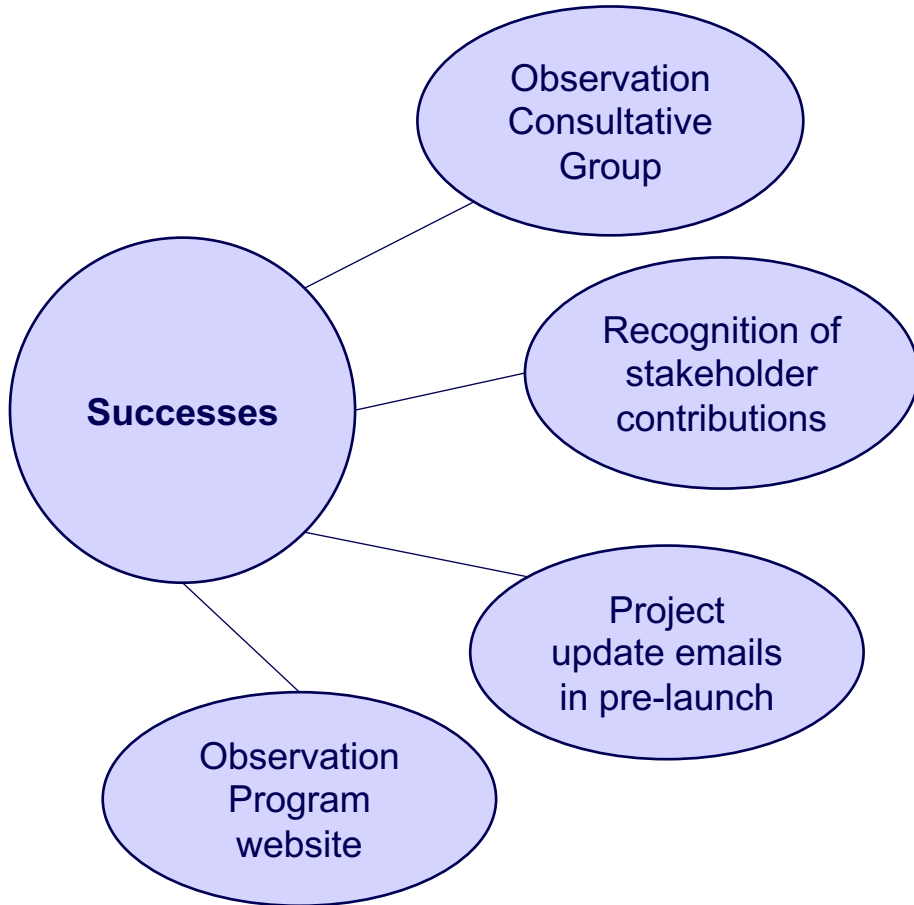 Observation
Consultative
Group
Recognition of
stakeholder
contributions
Successes
Project
update emails
in pre-launch
Observation
Program
website